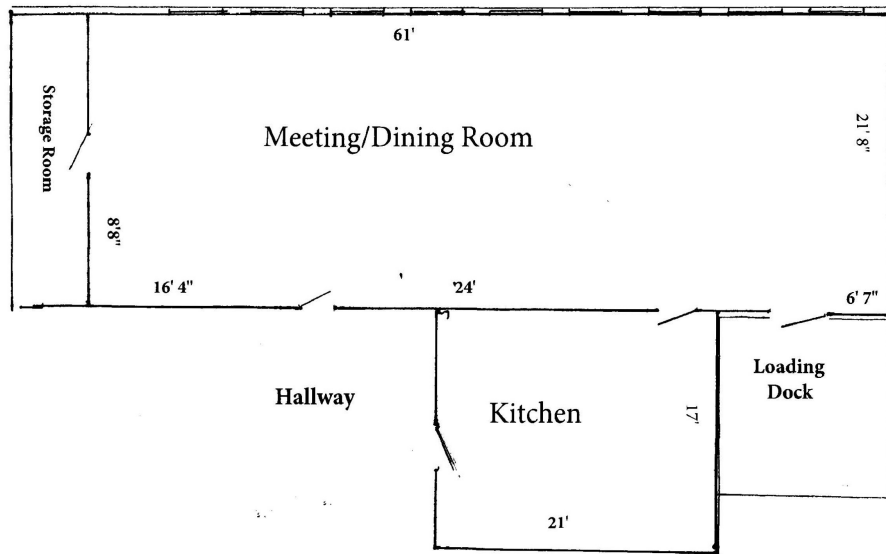 61'
Storage Room
Meeting/Dining Room
21' 8"
8'8"
16' 4"
24'
6' 7"
Hallway
Kitchen
17'
Loading
Dock
21'